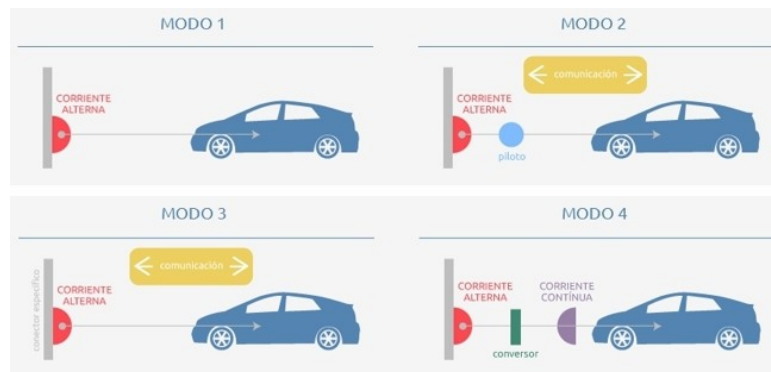 MODO 1
CORRIENTE
ALTERNA
MODO 2
comunicación
CORRIENTE
ALTERNA
piloto
MODO 3
comunicación
conector específico
CORRIENTE
ALTERNA
MODO 4
CORRIENTE
ALTERNA
CORRIENTE
CONTÍNUA
conversor